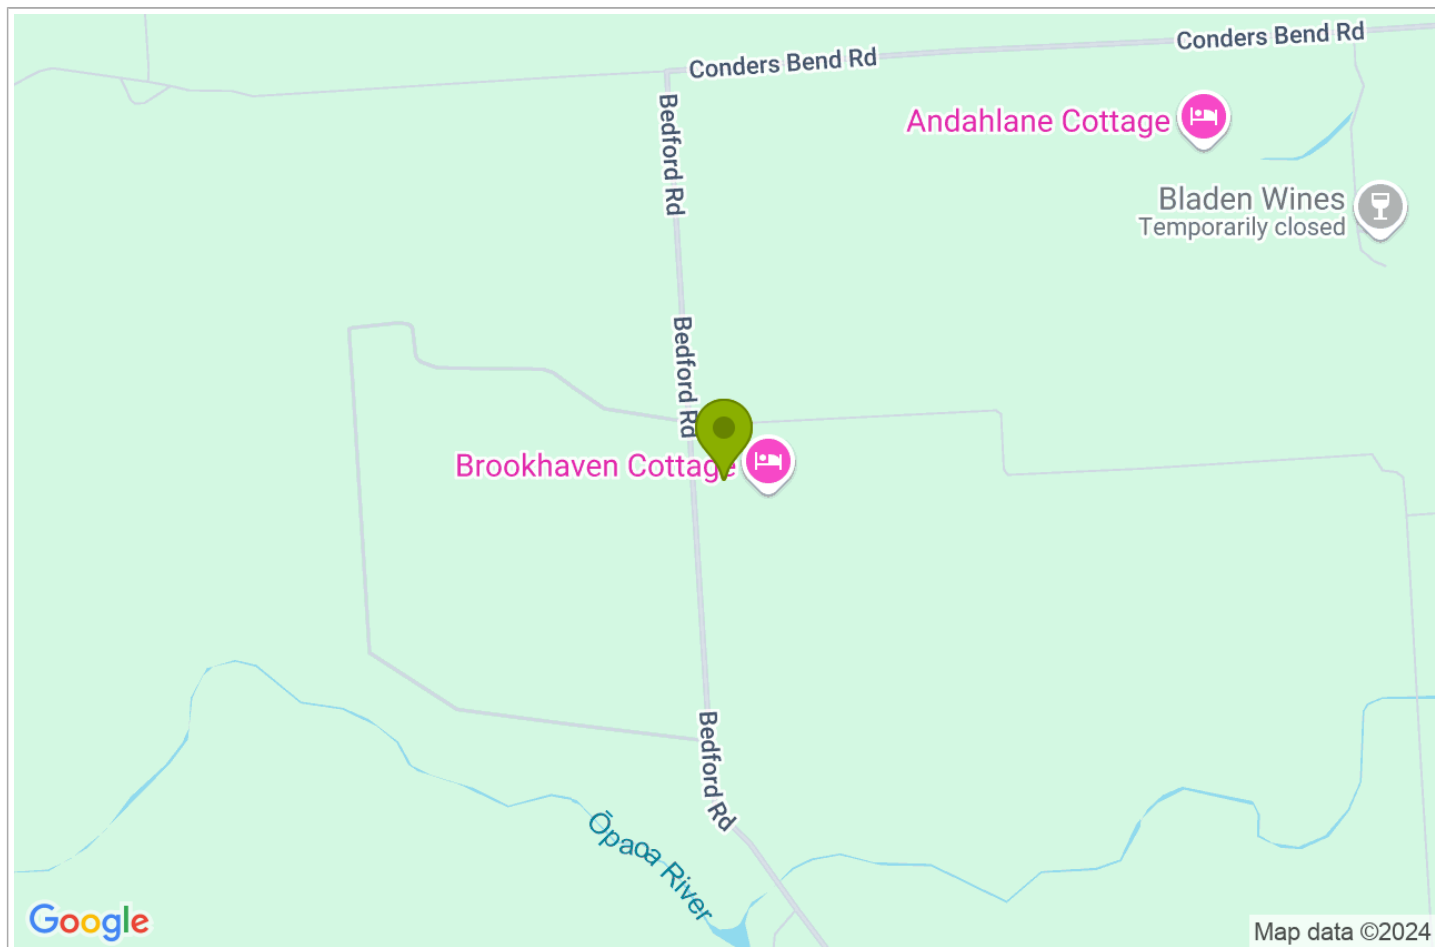 Conders Bend Rd
Conders Bend Rd
Bedford Rd
Andahlane Cottage
Bladen Wines
Temporarily closed
Bedford Rd
Brookhaven Cottage
Bedford Rd
Ōpaoa River
Google
Map data ©2024